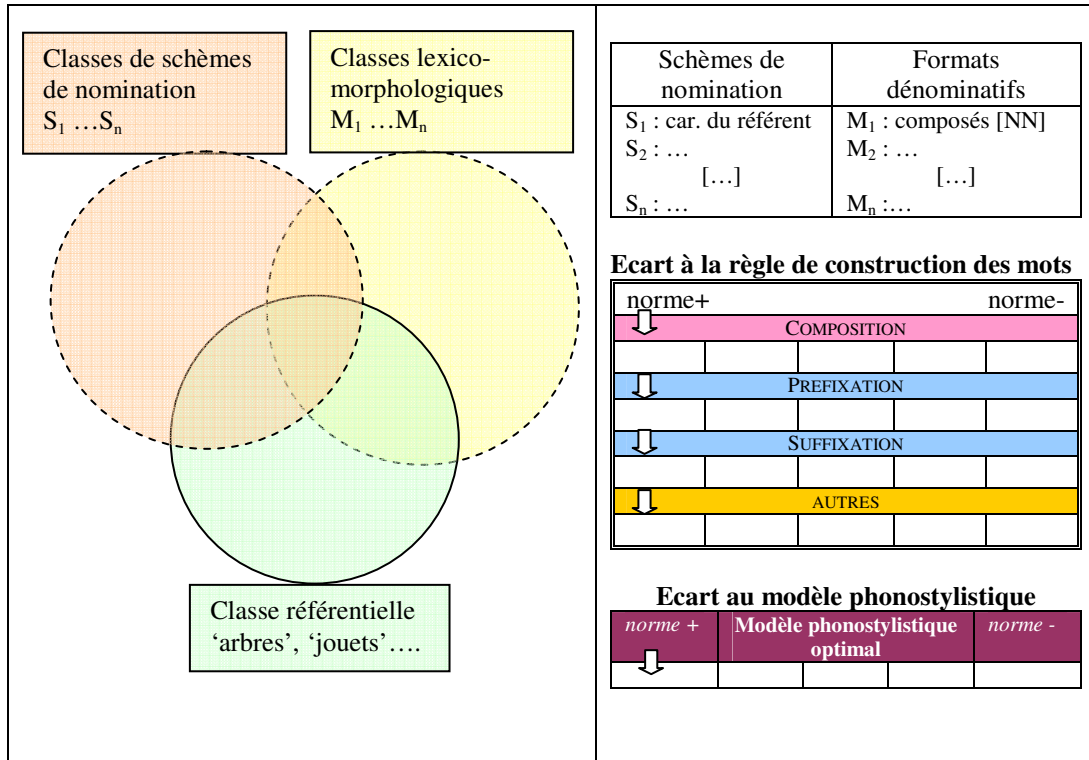 Classes de schèmes
de nomination
S1 …Sn
Classes lexico-
morphologiques
M1 …Mn
Classe référentielle
‘arbres’, ‘jouets’….
Schèmes de
nomination
Formats
dénominatifs
S1 : car. du référent
S2 : …
[…]
Sn : …
M1 : composés [NN]
M2 : …
[…]
Mn :…
Ecart à la règle de construction des mots
norme+ norme-
COMPOSITION
PREFIXATION
SUFFIXATION
AUTRES
Ecart au modèle phonostylistique
norme + Modèle phonostylistique norme -
optimal